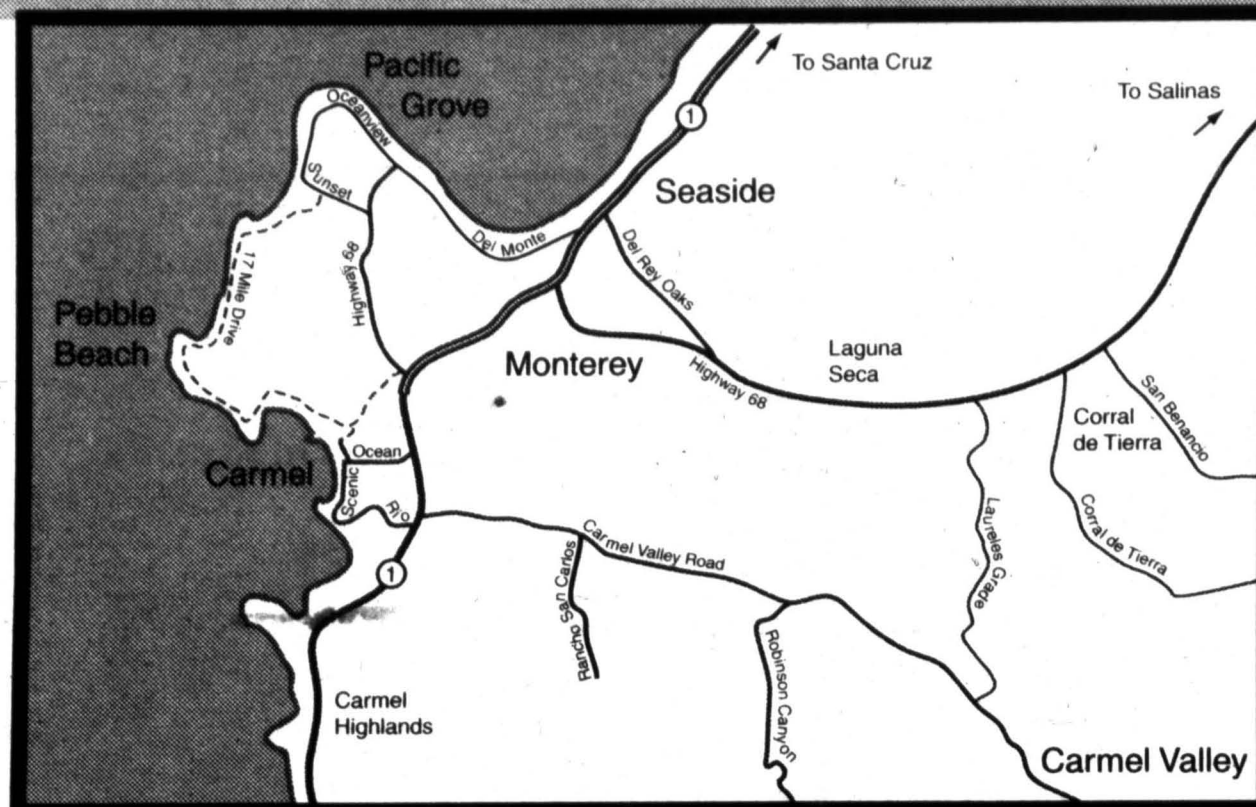 Pacific
Grove
To Santa Cruz
To Salinas
Oceanview
1
Sunset
Seaside
Del Monte
Del Rey Oaks
17 Mile Drive
Highway 68
Pebble
Beach
Monterey
Highway 68
Laguna
Seca
San Benancio
Corral
de Tierra
Ocean
Carmel
Scenic
Rio
Laureles Grade
Corral de Tierra
Carmel Valley Road
1
Rancho San Carlos
Robinson Canyon
Carmel
Highlands
Carmel Valley